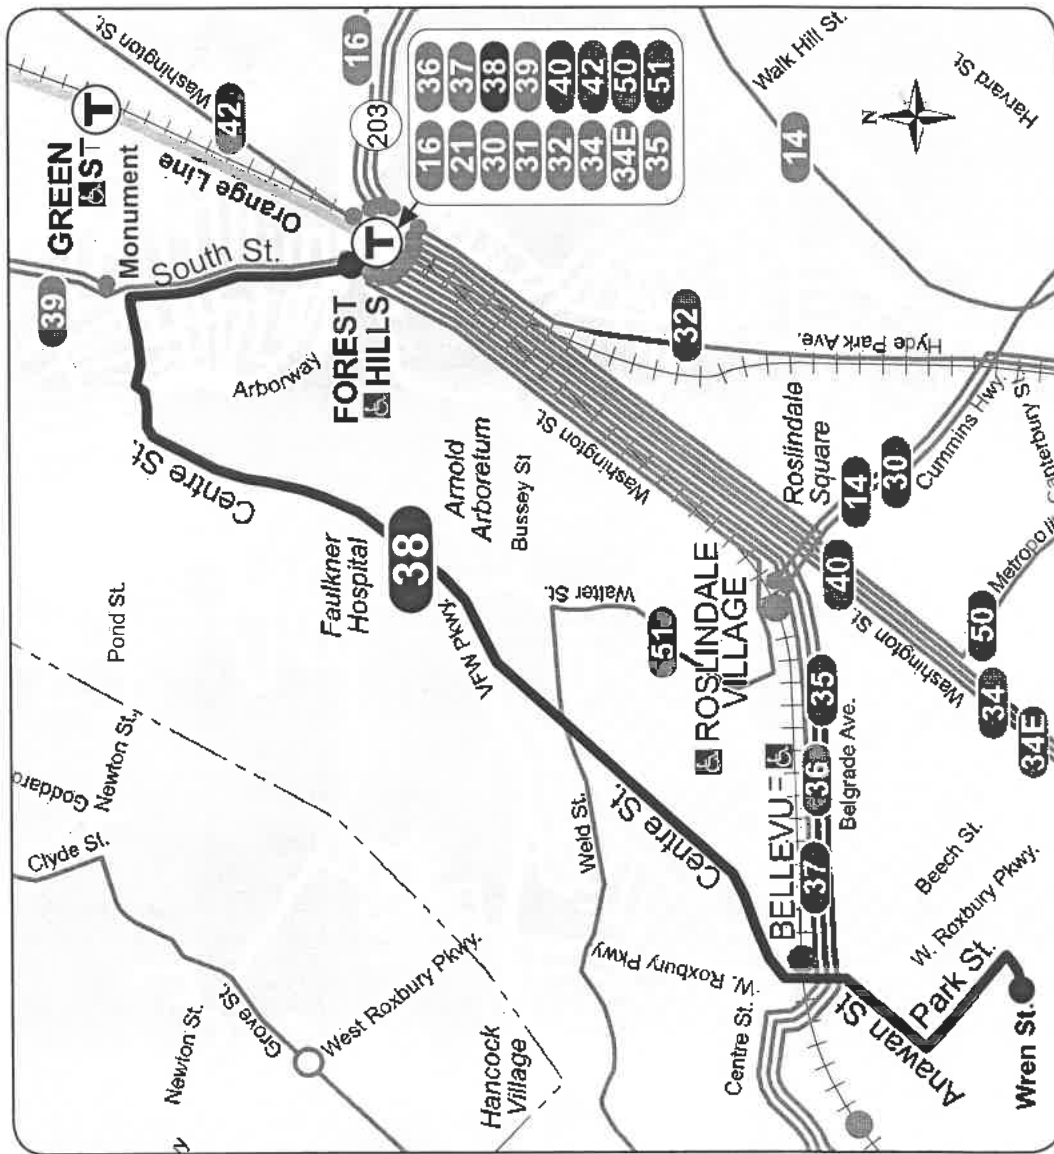 39
GREEN ST
T
Monument
Washington St.
42
Orange Line
South St.
16
203
FOREST HILLS
T
16 36
21 37
30 38
31 39
32 40
34 42
34E 50
35 51
Walk Hill St.
Harvard St.
14
N
Arborway
Centre St.
Faulkner
Hospital
38
Arnold
Arboretum
Bussey St
VFW Pkwy.
Pond St.
Newton St.
Clyde St.
Washington St.
32
Hyde Park Ave.
Roslindale
Square
14
30
Cummins Hwy.
Walter St.
51
ROSLINDALE
VILLAGE
40
Washington St.
50
34
34E
35
36
37
Belgrade Ave.
Weld St.
Centre St.
W. Roxbury Pkwy
Centre St.
Beech St.
W. Roxbury Pkwy.
Anawan St.
Park St.
Wren St.
Newton St.
Grove St.
West Roxbury Pkwy.
Hancock
Village